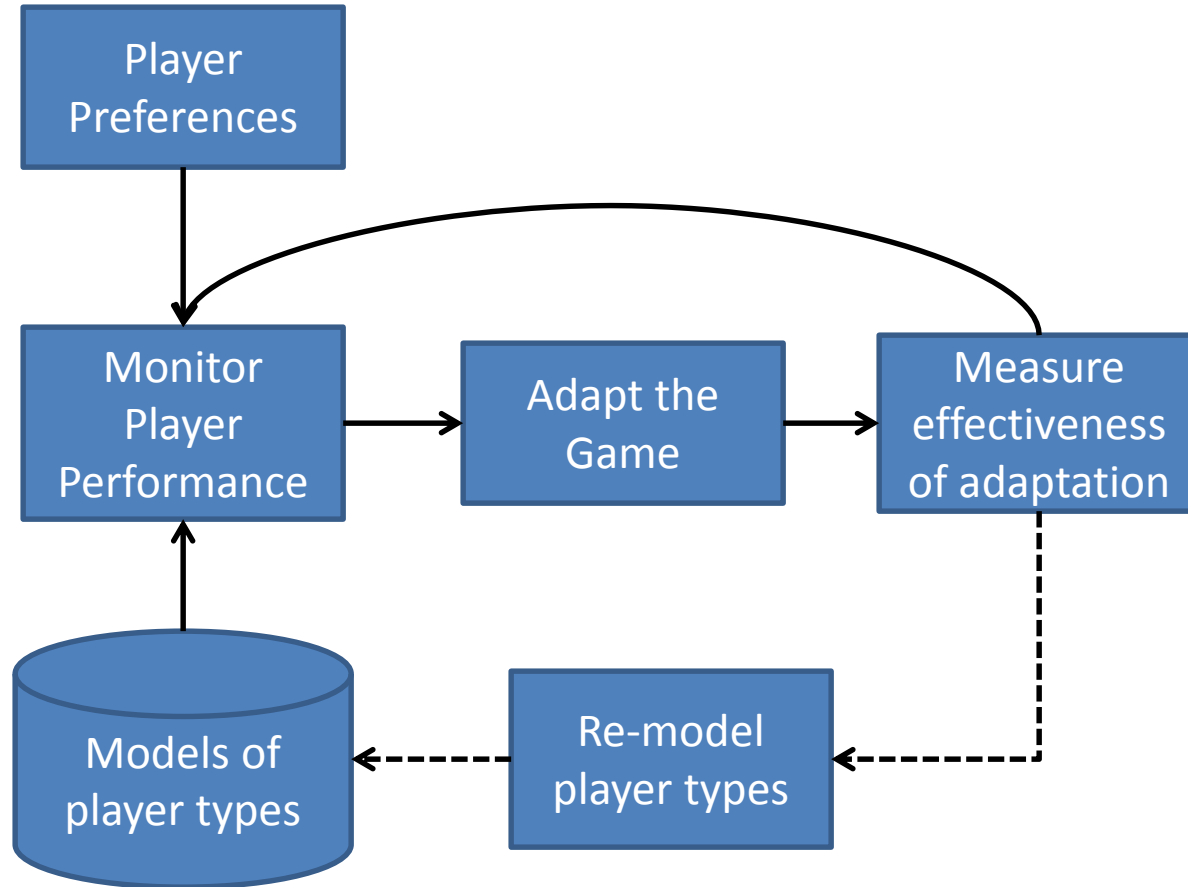 Player
Preferences
Monitor
Player
Performance
Adapt the
Game
Measure
effectiveness
of adaptation
Models of
player types
Re-model
player types